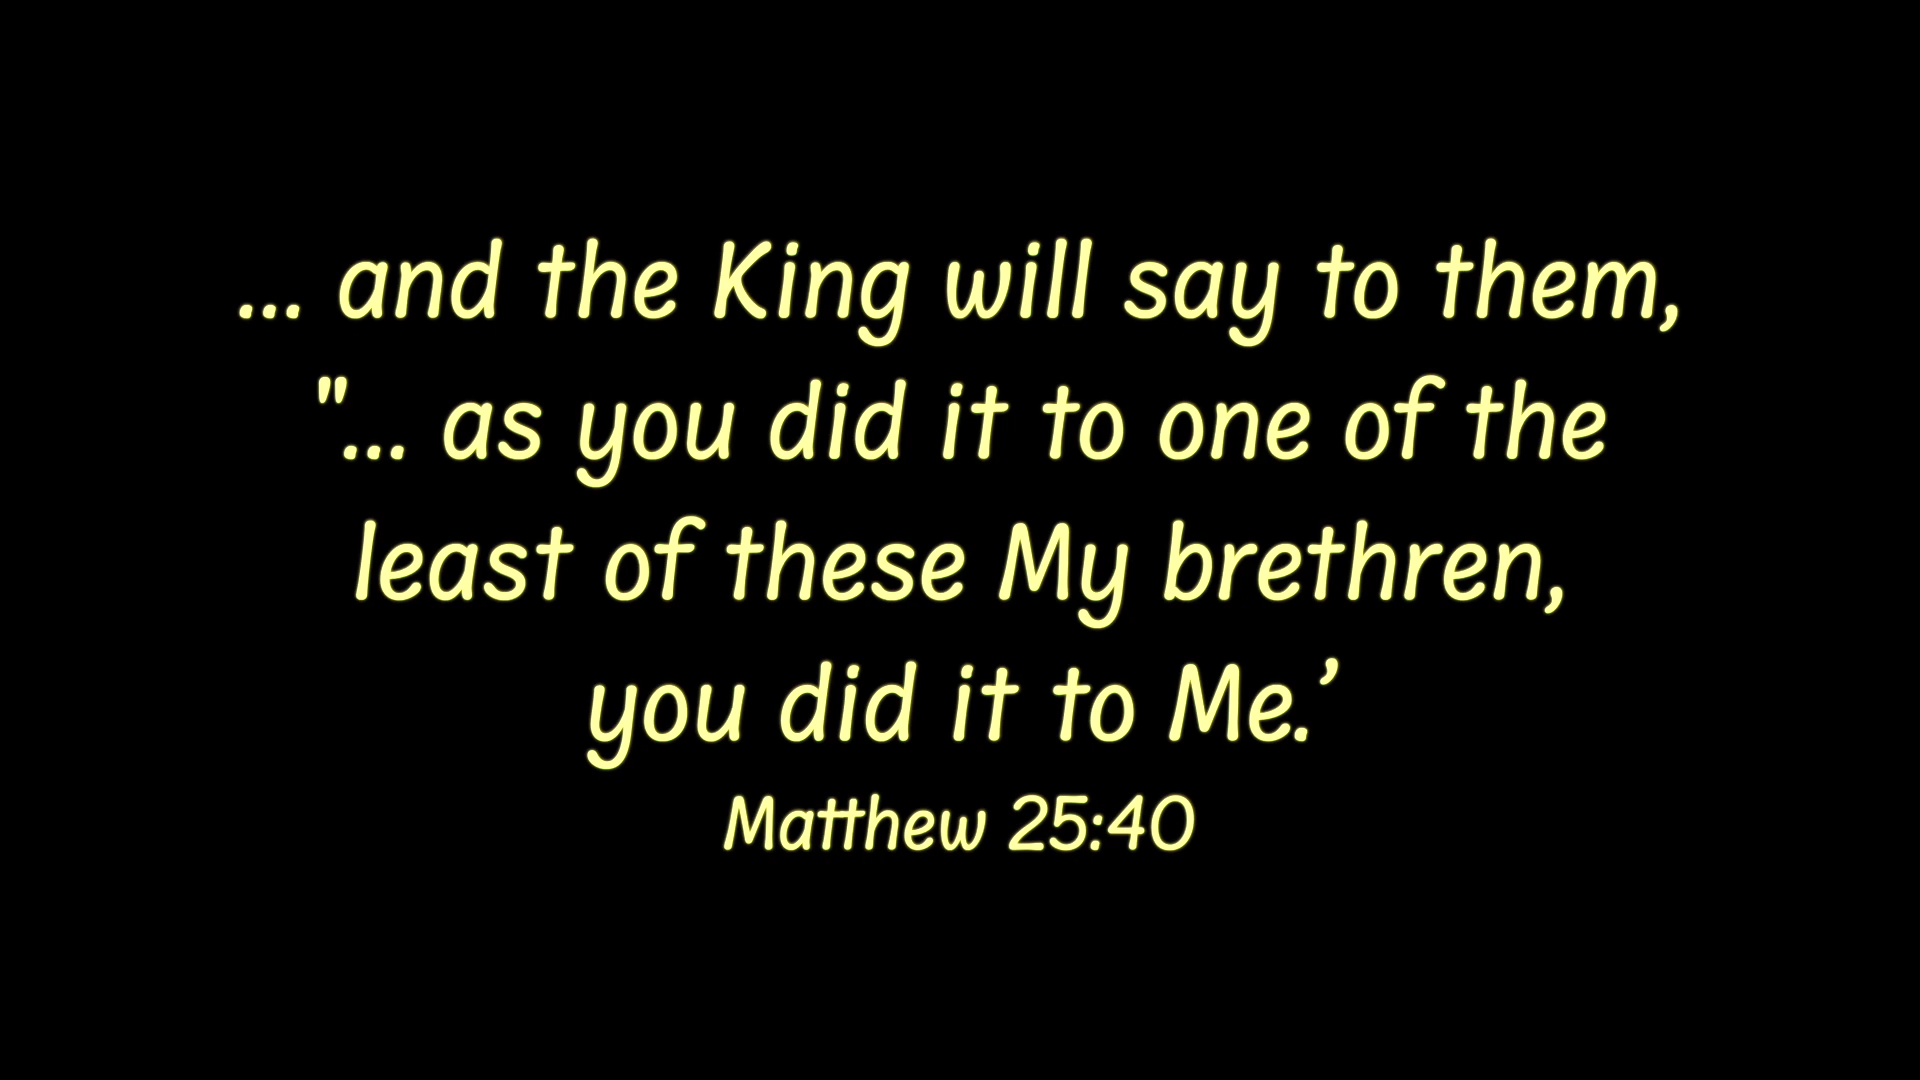 ... and the King will say to them,
"... as you did it to one of the
least of these My brethren,
you did it to Me.’
Matthew 25:40